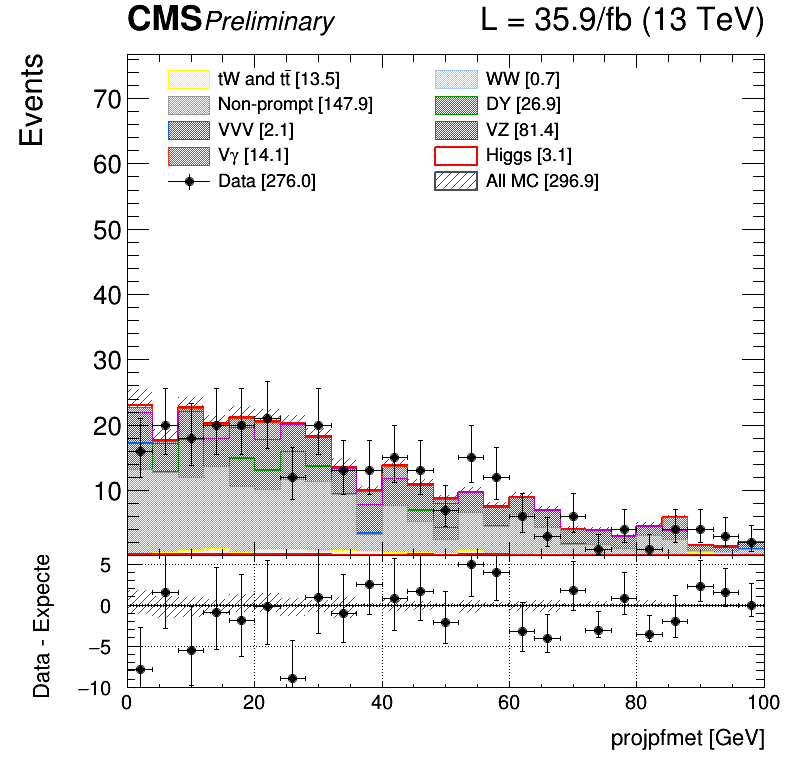 CMS Preliminary L = 35.9/fb (13 TeV)
Events
tW and tt̄ [13.5] WW [0.7]
Non-prompt [147.9] DY [26.9]
VVV [2.1] VZ [81.4]
Vγ [14.1] Higgs [3.1]
Data [276.0] All MC [296.9]
70
60
50
40
30
20
10
Data - Expecte
5
0
−5
−10
0 20 40 60 80 100
projpfmet [GeV]